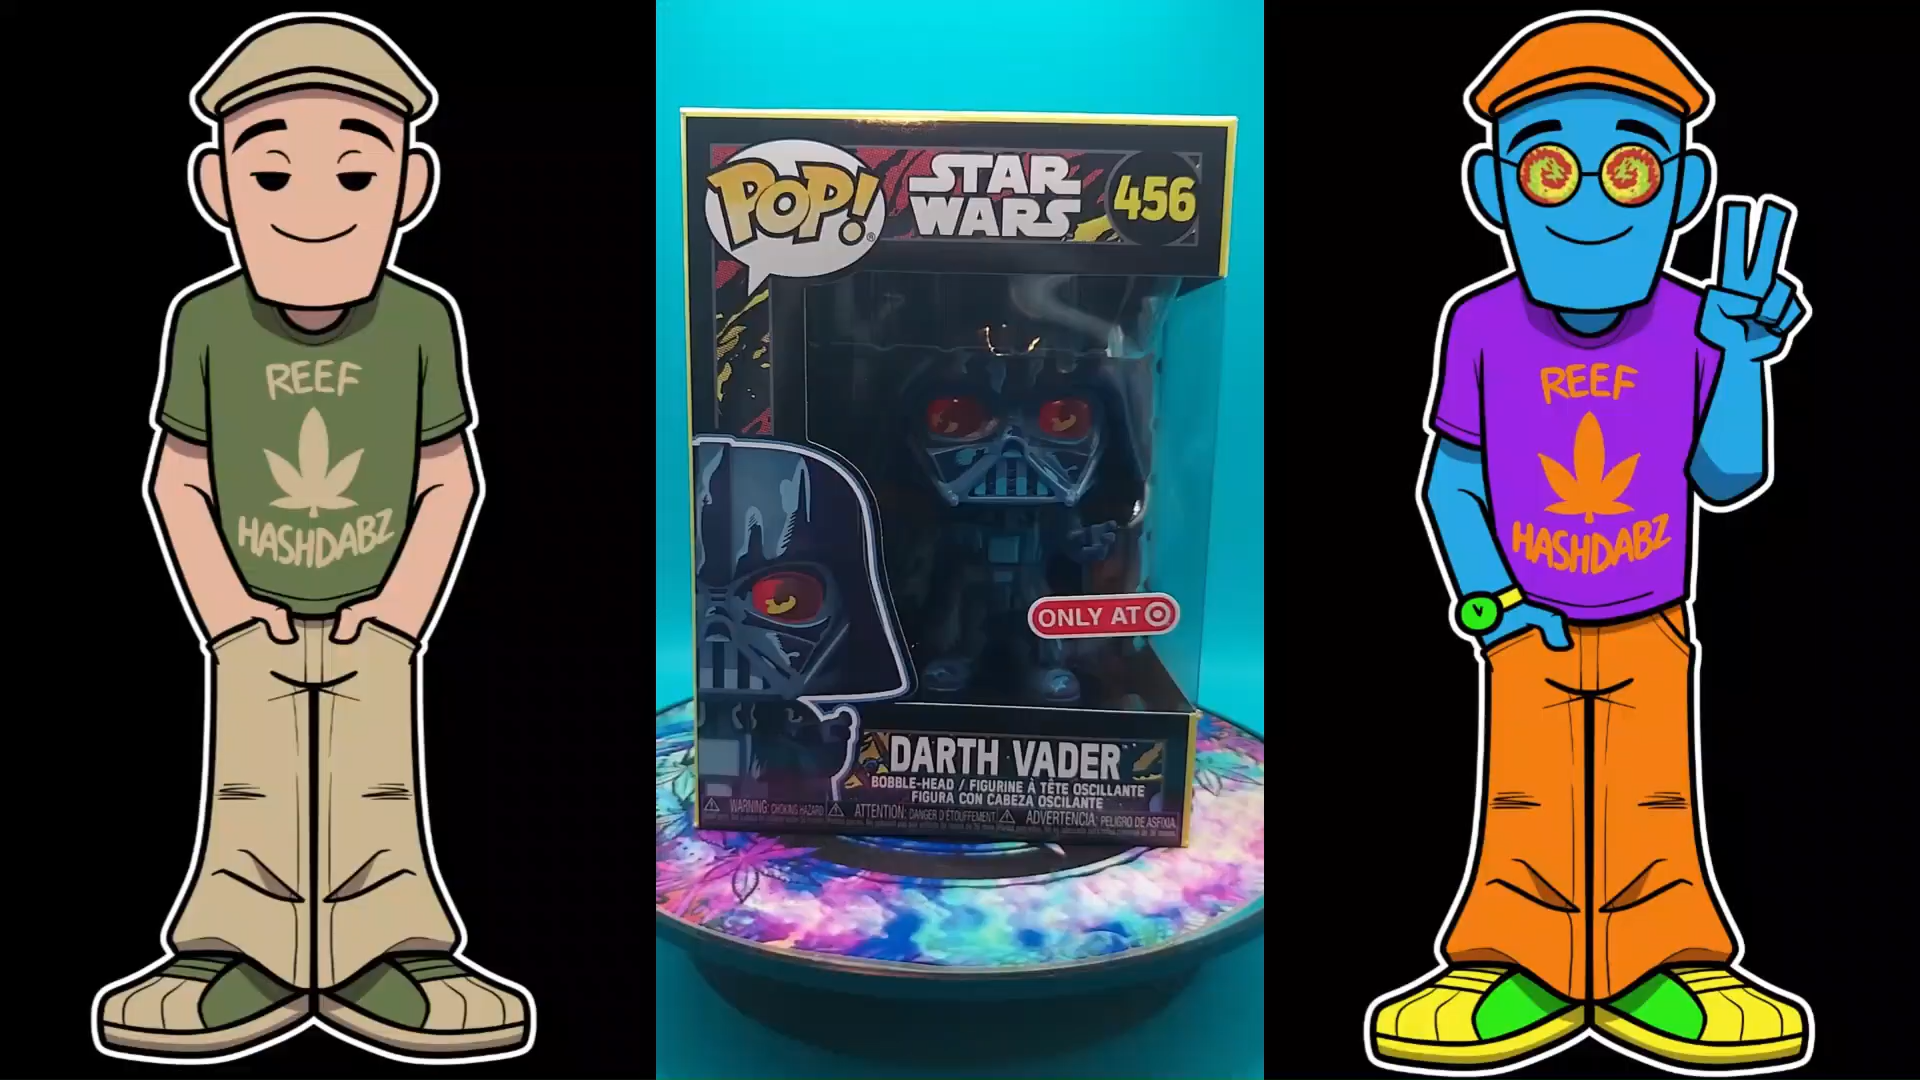 REEF
HASHDABZ
POP!
STAR
WARS
456
ONLY AT
DARTH VADER
BOBBLE-HEAD / FIGURINE À TÊTE OSCILLANTE
FIGURA CON CABEZA OSCILANTE
WARNING: CHOKING HAZARD
ATTENTION: DANGER D'ÉTOUFFEMENT.
ADVERTENCIA: PELIGRO DE ASFIXIA.
REEF
HASHDABZ